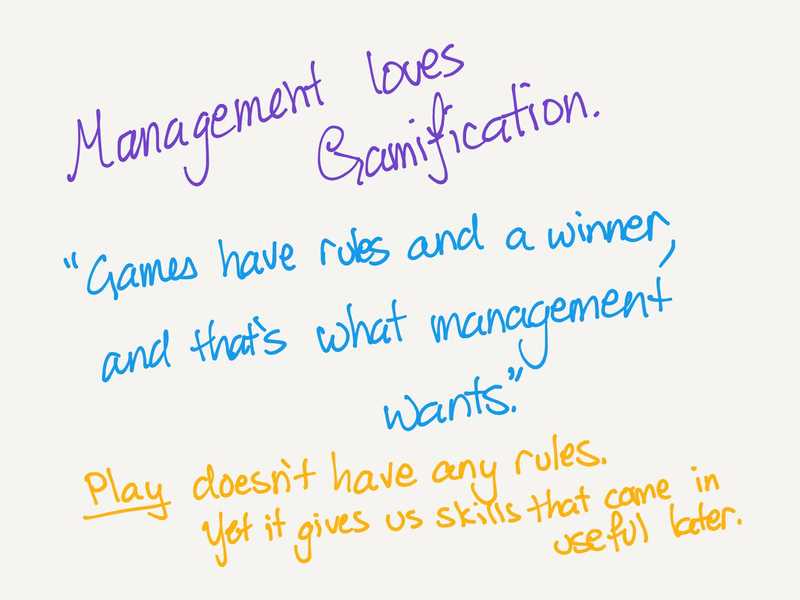 Management loves
Gamification.
"Games have rules and a winner,
and that's what management
wants."
Play doesn't have any rules.
Yet it gives us skills that come in
useful later.